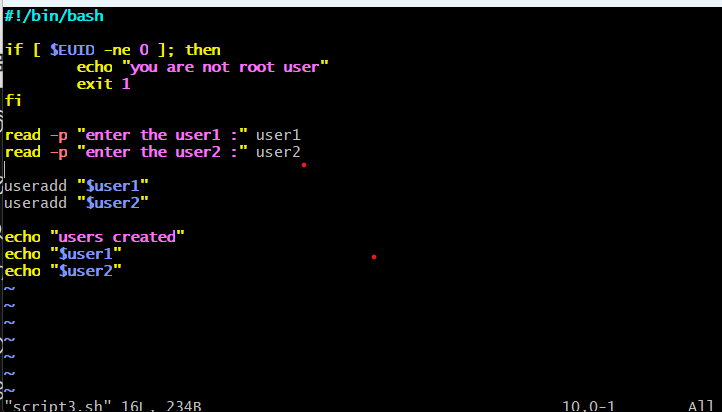 #!/bin/bash
if [ $EUID -ne 0 ]; then
echo "you are not root user"
exit 1
fi
read -p "enter the user1 :" user1
read -p "enter the user2 :" user2
useradd "$user1"
useradd "$user2"
echo "users created"
echo "$user1"
echo "$user2"
~
~
~
~
~
~
~
"script3.sh" 16L, 234B 10,0-1 All